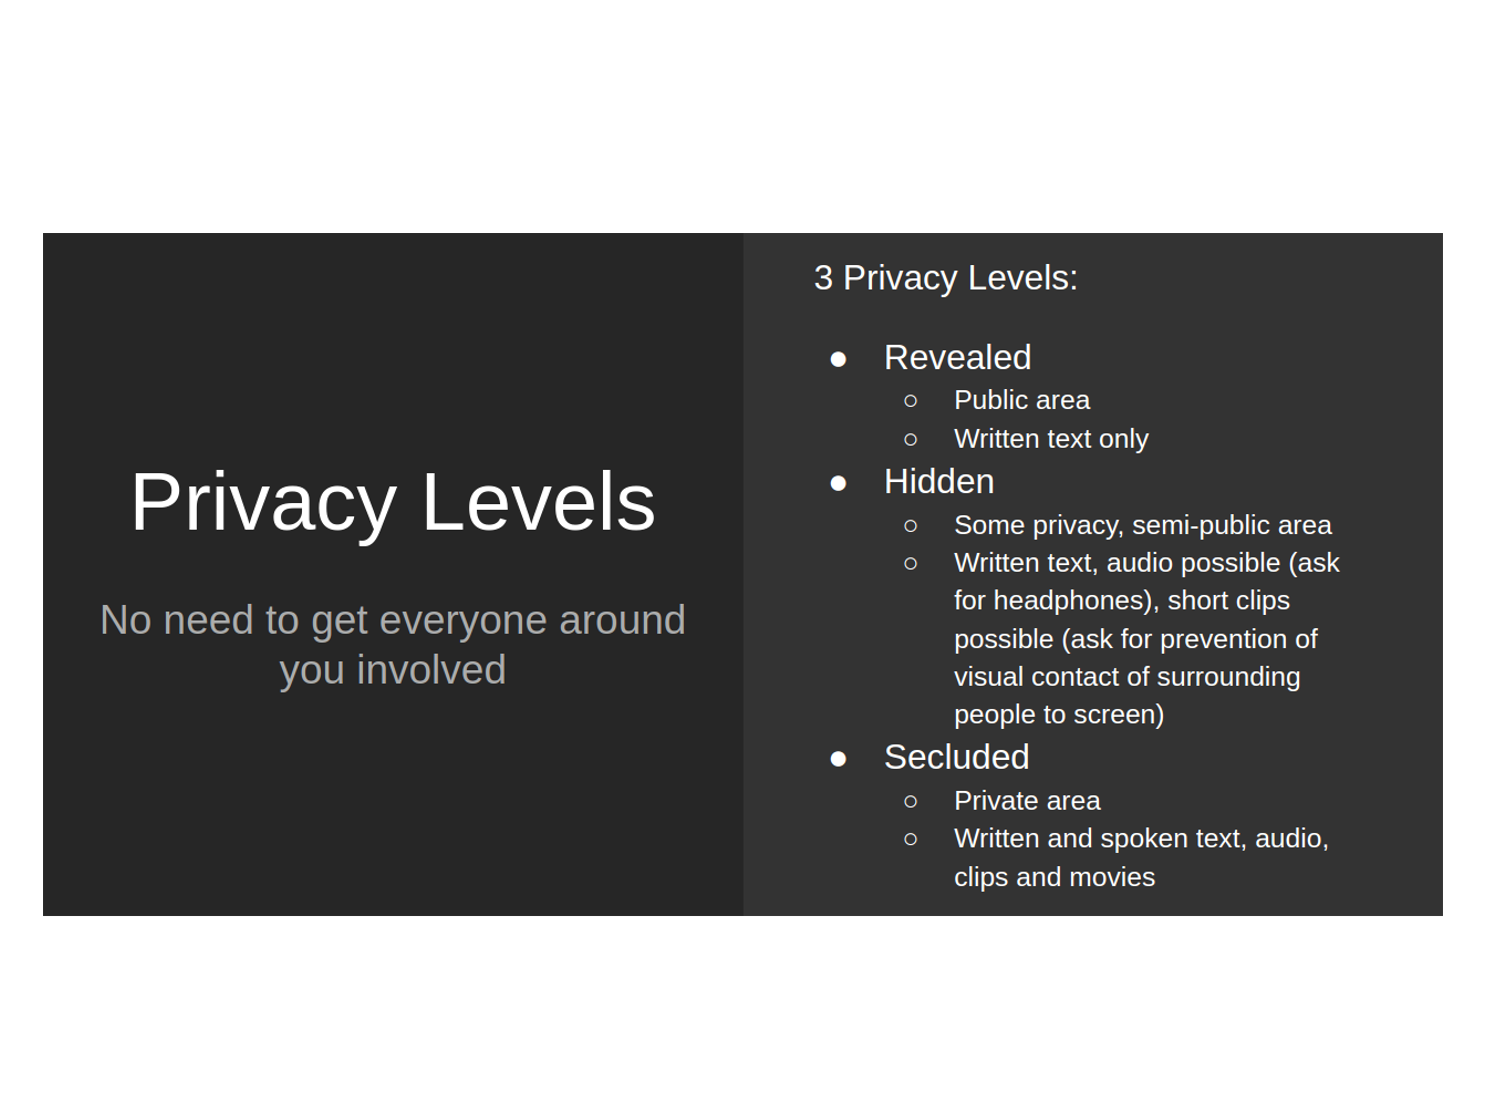 Privacy Levels
No need to get everyone around
you involved
3 Privacy Levels:
● Revealed
○ Public area
○ Written text only
● Hidden
○ Some privacy, semi-public area
○ Written text, audio possible (ask
for headphones), short clips
possible (ask for prevention of
visual contact of surrounding
people to screen)
● Secluded
○ Private area
○ Written and spoken text, audio,
clips and movies